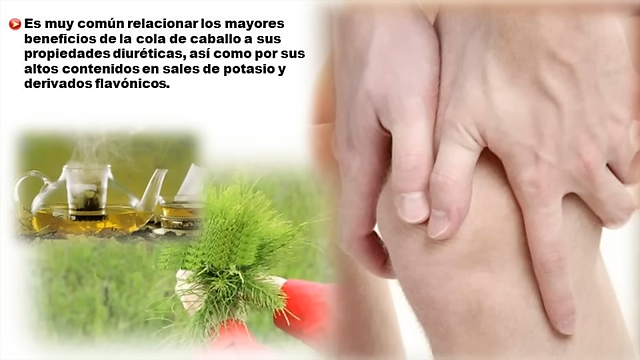 Es muy común relacionar los mayores
beneficios de la cola de caballo a sus
propiedades diuréticas, así como por sus
altos contenidos en sales de potasio y
derivados flavónicos.